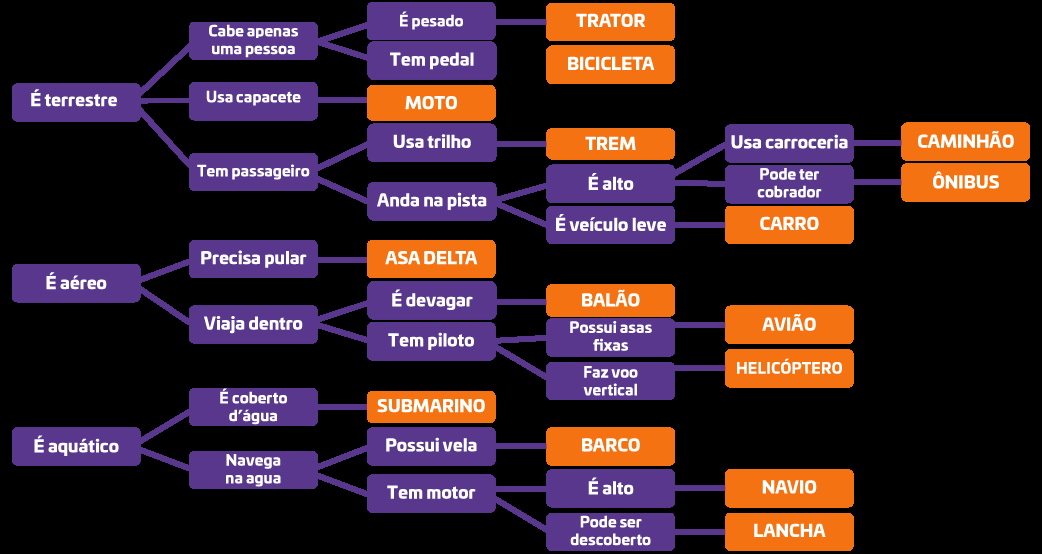 É terrestre
Cabe apenas
uma pessoa
É pesado
TRATOR
Tem pedal
BICICLETA
Usa capacete
MOTO
Tem passageiro
Usa trilho
TREM
Anda na pista
É alto
Usa carroceria
CAMINHÃO
Pode ter
cobrador
ÔNIBUS
É veículo leve
CARRO
É aéreo
Precisa pular
ASA DELTA
Viaja dentro
É devagar
BALÃO
Tem piloto
Possui asas
fixas
AVIÃO
Faz voo
vertical
HELICÓPTERO
É aquático
É coberto
d'água
SUBMARINO
Navega
na agua
Possui vela
BARCO
Tem motor
É alto
NAVIO
Pode ser
descoberto
LANCHA